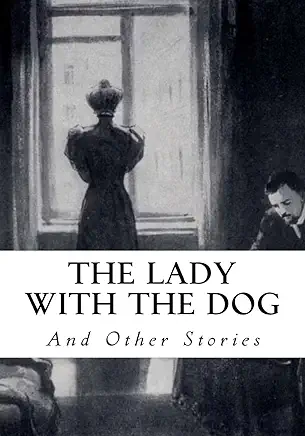 THE LADY
WITH THE DOG
And Other Stories